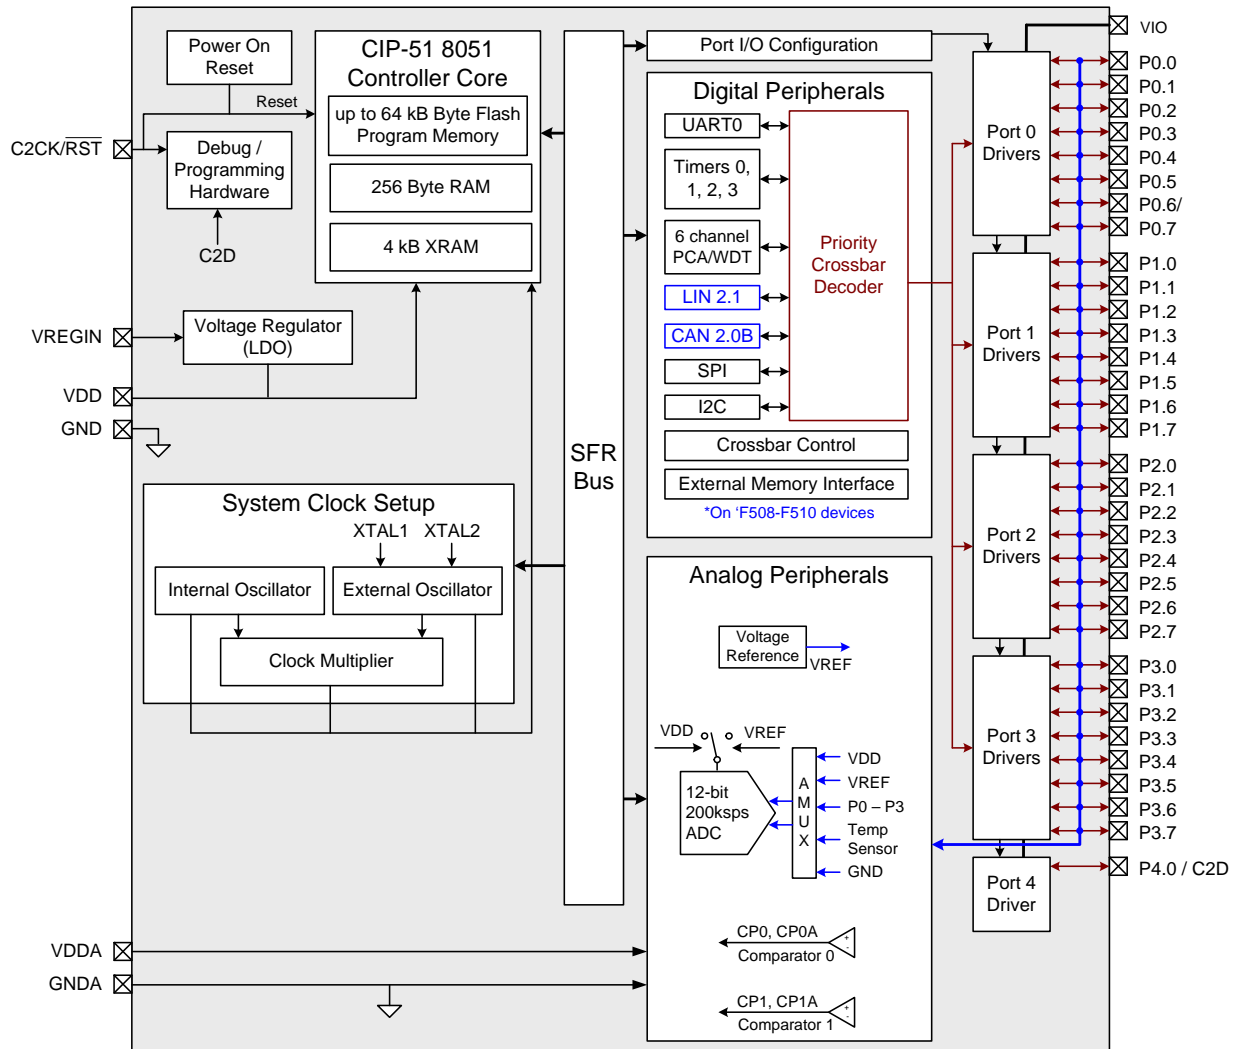 Power On
Reset
Reset
C2CK/RST
Debug /
Programming
Hardware
C2D
VREGIN
Voltage Regulator
(LDO)
VDD
GND
CIP-51 8051
Controller Core
up to 64 kB Byte Flash
Program Memory
256 Byte RAM
4 kB XRAM
System Clock Setup
XTAL1 XTAL2
Internal Oscillator
External Oscillator
Clock Multiplier
VDDA
GNDA
SFR
Bus
Port I/O Configuration
Digital Peripherals
UART0
Timers 0,
1, 2, 3
6 channel
PCA/WDT
LIN 2.1
CAN 2.0B
SPI
I2C
Priority
Crossbar
Decoder
Crossbar Control
External Memory Interface
*On ‘F508-F510 devices
Analog Peripherals
Voltage
Reference
VREF
VDD
VREF
12-bit
200ksps
ADC
A
M
U
X
VDD
VREF
P0 – P3
Temp
Sensor
GND
CP0, CP0A
Comparator 0
+
-
CP1, CP1A
Comparator 1
+
-
Port 0
Drivers
Port 1
Drivers
Port 2
Drivers
Port 3
Drivers
Port 4
Driver
VIO
P0.0
P0.1
P0.2
P0.3
P0.4
P0.5
P0.6/
P0.7
P1.0
P1.1
P1.2
P1.3
P1.4
P1.5
P1.6
P1.7
P2.0
P2.1
P2.2
P2.3
P2.4
P2.5
P2.6
P2.7
P3.0
P3.1
P3.2
P3.3
P3.4
P3.5
P3.6
P3.7
P4.0 / C2D